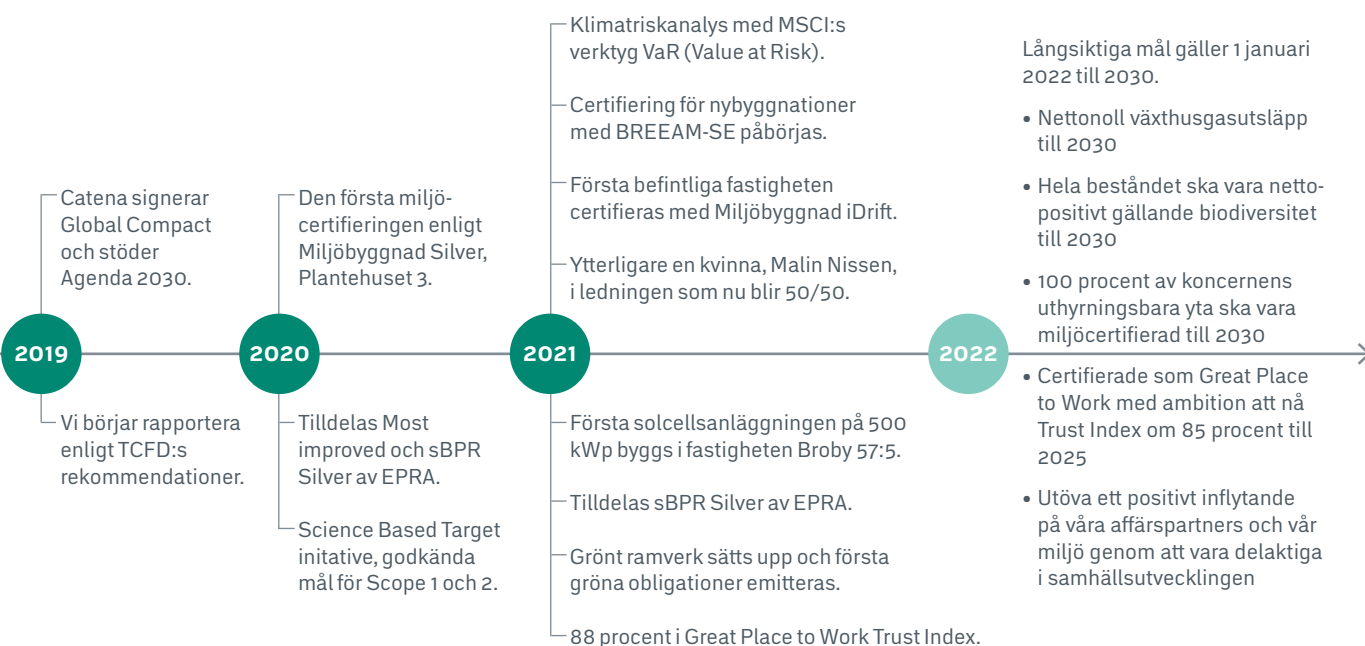 2019
Catena signerar
Global Compact
och stöder
Agenda 2030.
Vi börjar rapportera
enligt TCFD:s
rekommendationer.
2020
Den första miljö-
certifieringen enligt
Miljöbyggnad Silver,
Plantehuset 3.
Tilldelas Most
improved och sBPR
Silver av EPRA.
Science Based Target
initative, godkända
mål för Scope 1 och 2.
2021
Klimatriskanalys med MSCI:s
verktyg VaR (Value at Risk).
Certifiering för nybyggnationer
med BREEAM-SE påbörjas.
Första befintliga fastigheten
certifieras med Miljöbyggnad iDrift.
Ytterligare en kvinna, Malin Nissen,
i ledningen som nu blir 50/50.
Första solcellsanläggningen på 500
kWp byggs i fastigheten Broby 57:5.
Tilldelas sBPR Silver av EPRA.
Grönt ramverk sätts upp och första
gröna obligationer emitteras.
88 procent i Great Place to Work Trust Index.
2022
Långsiktiga mål gäller 1 januari
2022 till 2030.
• Nettonoll växthusgasutsläpp
till 2030
• Hela beståndet ska vara netto-
positivt gällande biodiversitet
till 2030
• 100 procent av koncernens
uthyrningsbara yta ska vara
miljöcertifierad till 2030
• Certifierade som Great Place
to Work med ambition att nå
Trust Index om 85 procent till
2025
• Utöva ett positivt inflytande
på våra affärspartners och vår
miljö genom att vara delaktiga
i samhällsutvecklingen